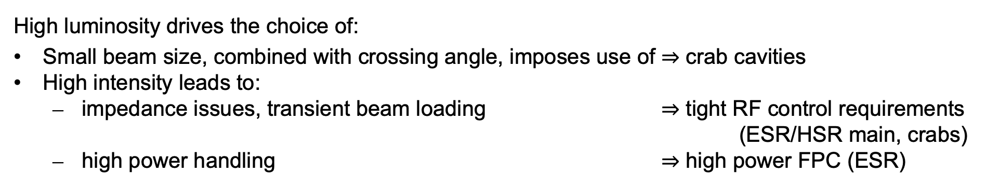 High luminosity drives the choice of:
• Small beam size, combined with crossing angle, imposes use of ⇒ crab cavities
• High intensity leads to:
– impedance issues, transient beam loading ⇒ tight RF control requirements
(ESR/HSR main, crabs)
– high power handling ⇒ high power FPC (ESR)